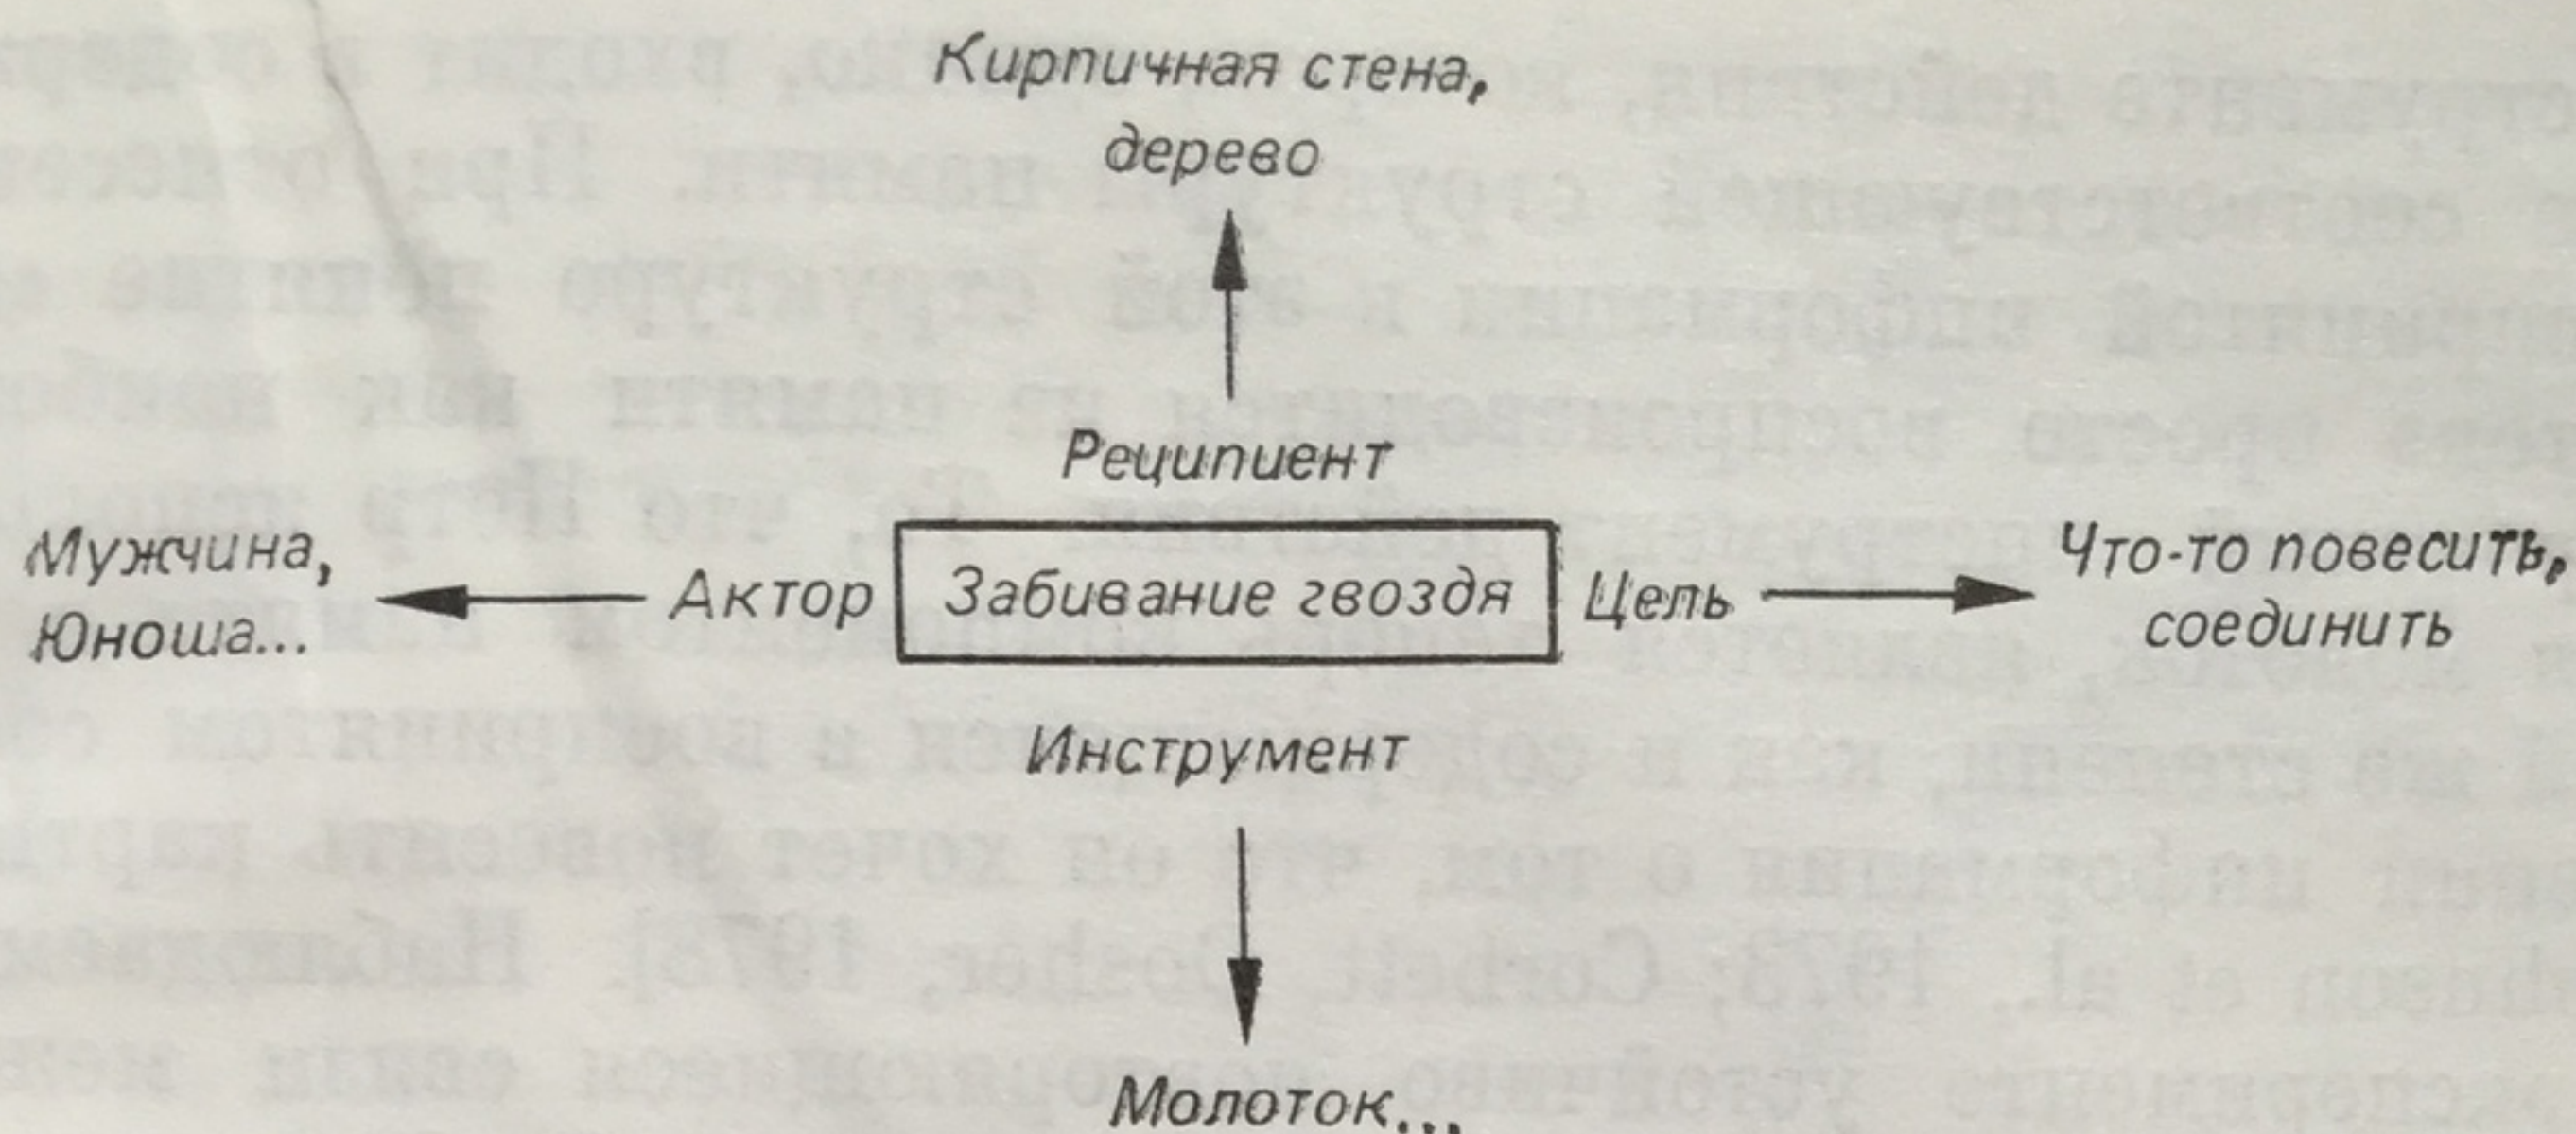 Кирпичная стена,
дерево
Реципиент
Мужчина,
Юноша...
Актор
Забивание гвоздя
Цель
Что-то повесить,
соединить
Инструмент
Молоток...